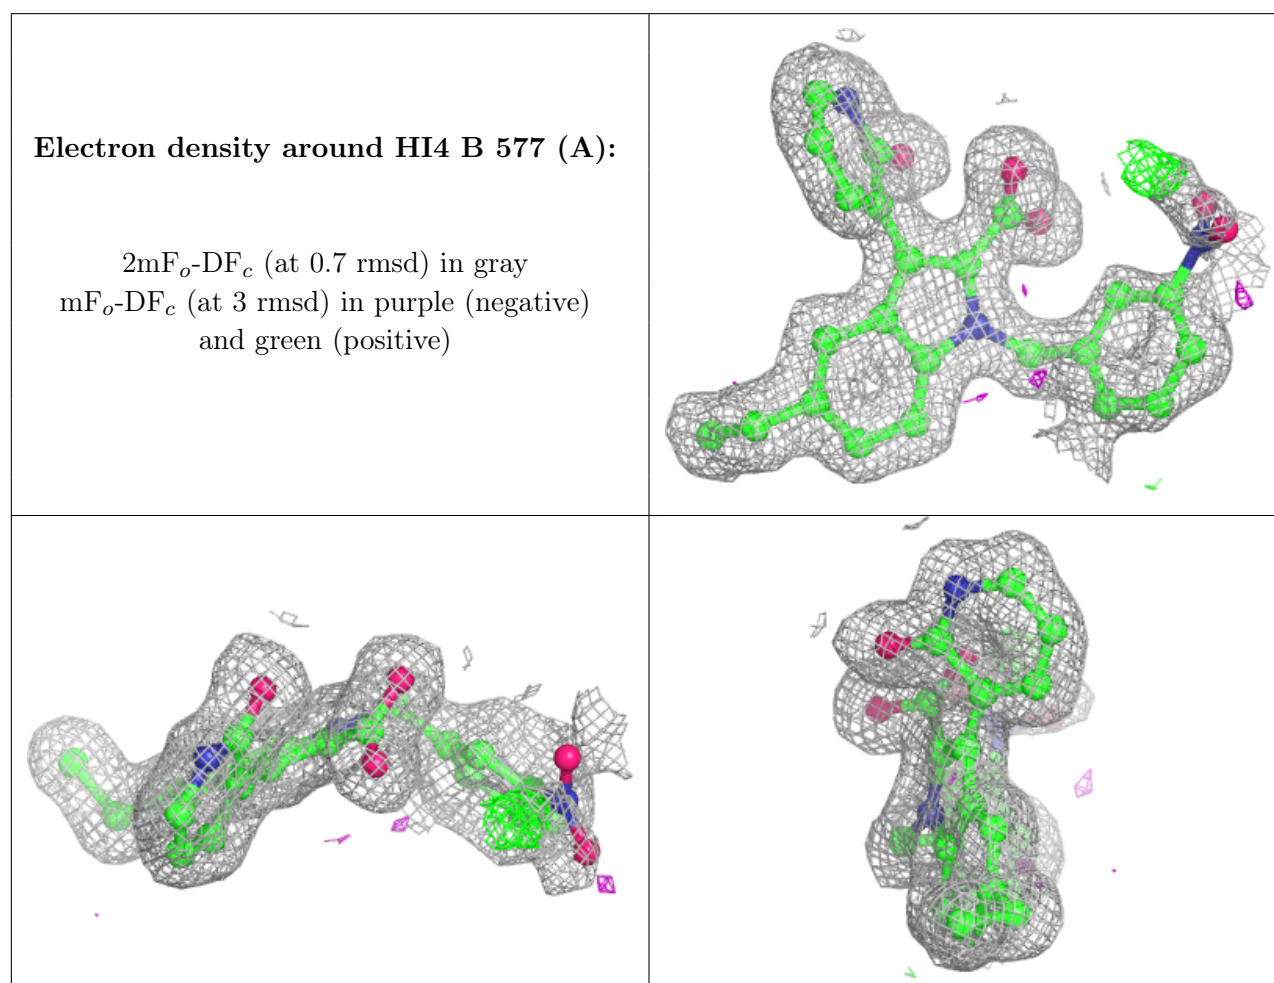 Electron density around HI4 B 577 (A):
2mFo-DFc (at 0.7 rmsd) in gray
mFo-DFc (at 3 rmsd) in purple (negative)
and green (positive)